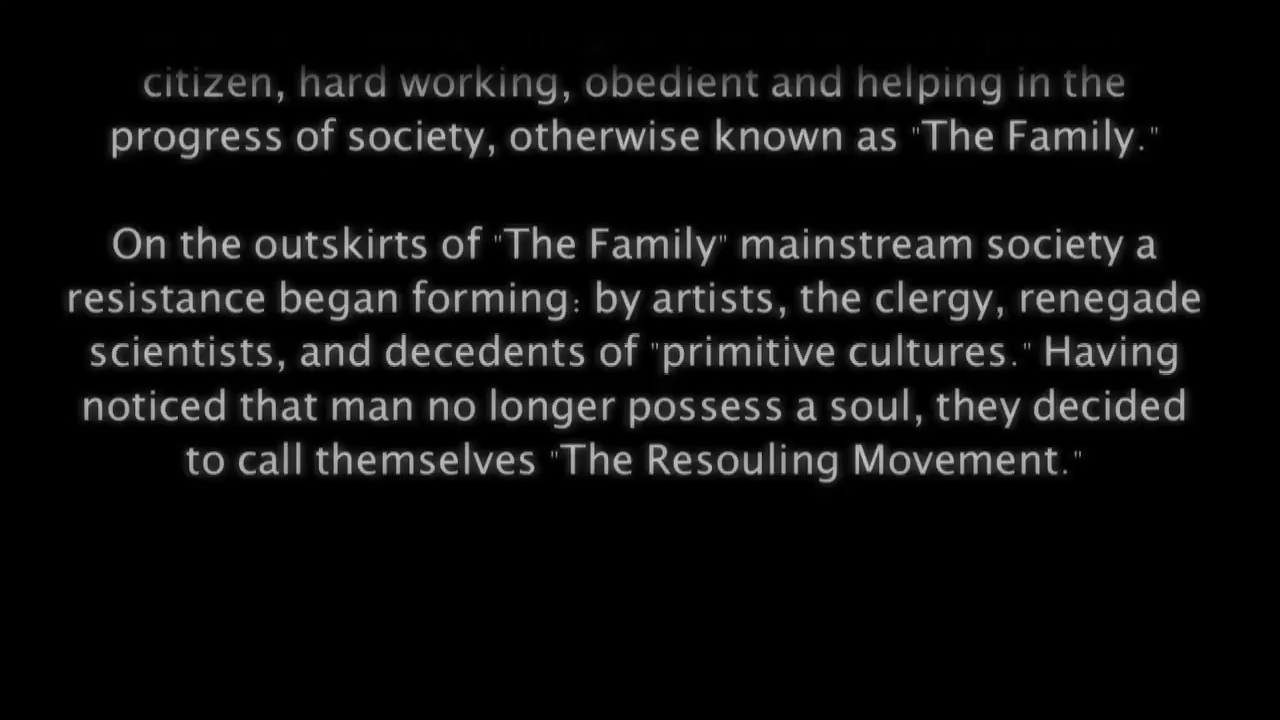 citizen, hard working, obedient and helping in the
progress of society, otherwise known as "The Family."
On the outskirts of "The Family" mainstream society a
resistance began forming: by artists, the clergy, renegade
scientists, and decedents of "primitive cultures." Having
noticed that man no longer possess a soul, they decided
to call themselves "The Resouling Movement."